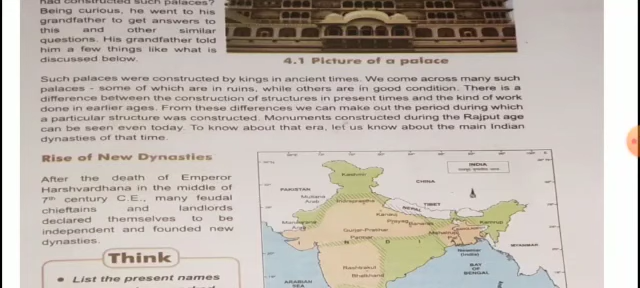 had constructed such palaces?
Being curious, he went to his
grandfather to get answers to
this and other similar
questions. His grandfather told
him a few things like what is
discussed below.
4.1 Picture of a palace
Such palaces were constructed by kings in ancient times. We come across many such
palaces - some of which are in ruins, while others are in good condition. There is a
difference between the construction of structures in present times and the kind of work
done in earlier ages. From these differences we can make out the period during which
a particular structure was constructed. Monuments constructed during the Rajput age
can be seen even today. To know about that era, let us know about the main Indian
dynasties of that time.
Rise of New Dynasties
After the death of Emperor
Harshvardhana in the middle of
7th century C.E., many feudal
chieftains and landlords
declared themselves to be
independent and founded new
dynasties.
Think
• List the present names
INDIA
CHINA
Kashmir
PAKISTAN
TIBET
NEPAL
Kanauj
Kamrup
Gurjar-Pratihar
MYANMAR
Rashtrakut
BAY
OF
BENGAL
ARABIAN
SEA